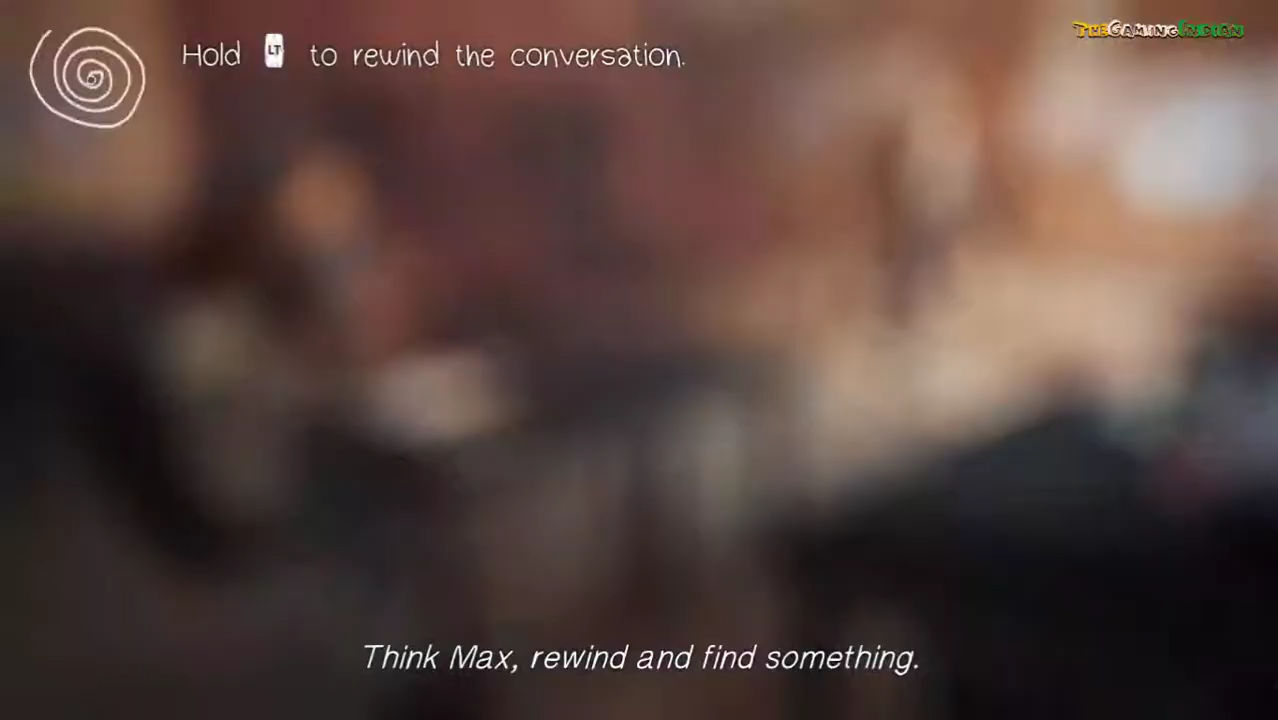 Hold LT to rewind the conversation.
THEGAMINGINDIAN
Think Max, rewind and find something.